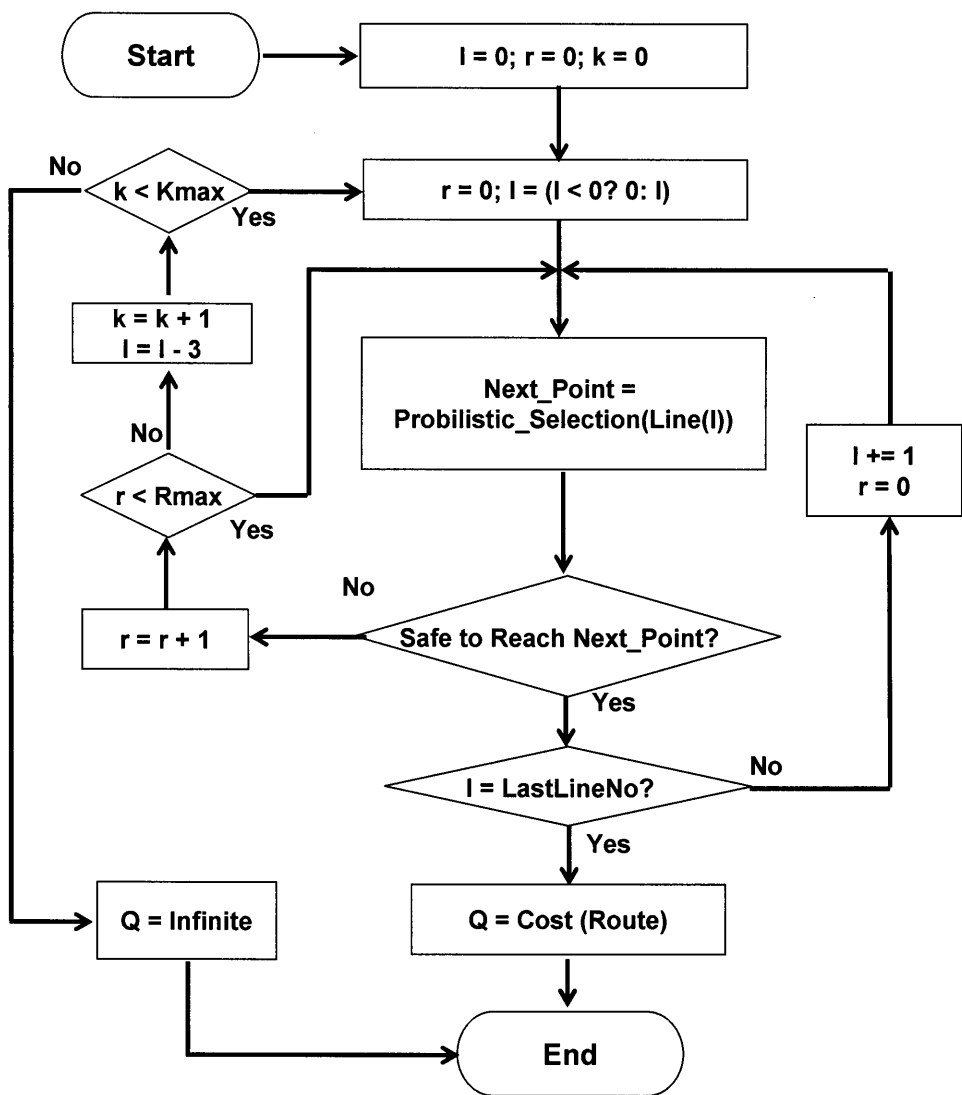 Start
l = 0; r = 0; k = 0
No
k < Kmax
Yes
r = 0; l = (l < 0? 0: l)
k = k + 1
l = l - 3
Next_Point =
Probilistic_Selection(Line(l))
No
r < Rmax
Yes
l += 1
r = 0
No
r = r + 1
Safe to Reach Next_Point?
Yes
l = LastLineNo?
No
Yes
Q = Infinite
Q = Cost (Route)
End